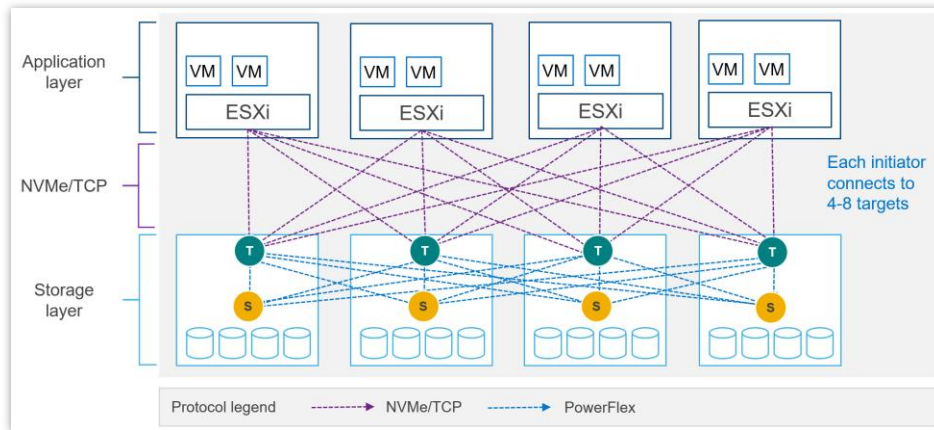 Application
layer
VM VM
ESXi
VM VM
ESXi
VM VM
ESXi
VM VM
ESXi
NVMe/TCP
Each initiator
connects to
4-8 targets
Storage
layer
T
T
T
T
S
S
S
S
Protocol legend
NVMe/TCP
PowerFlex